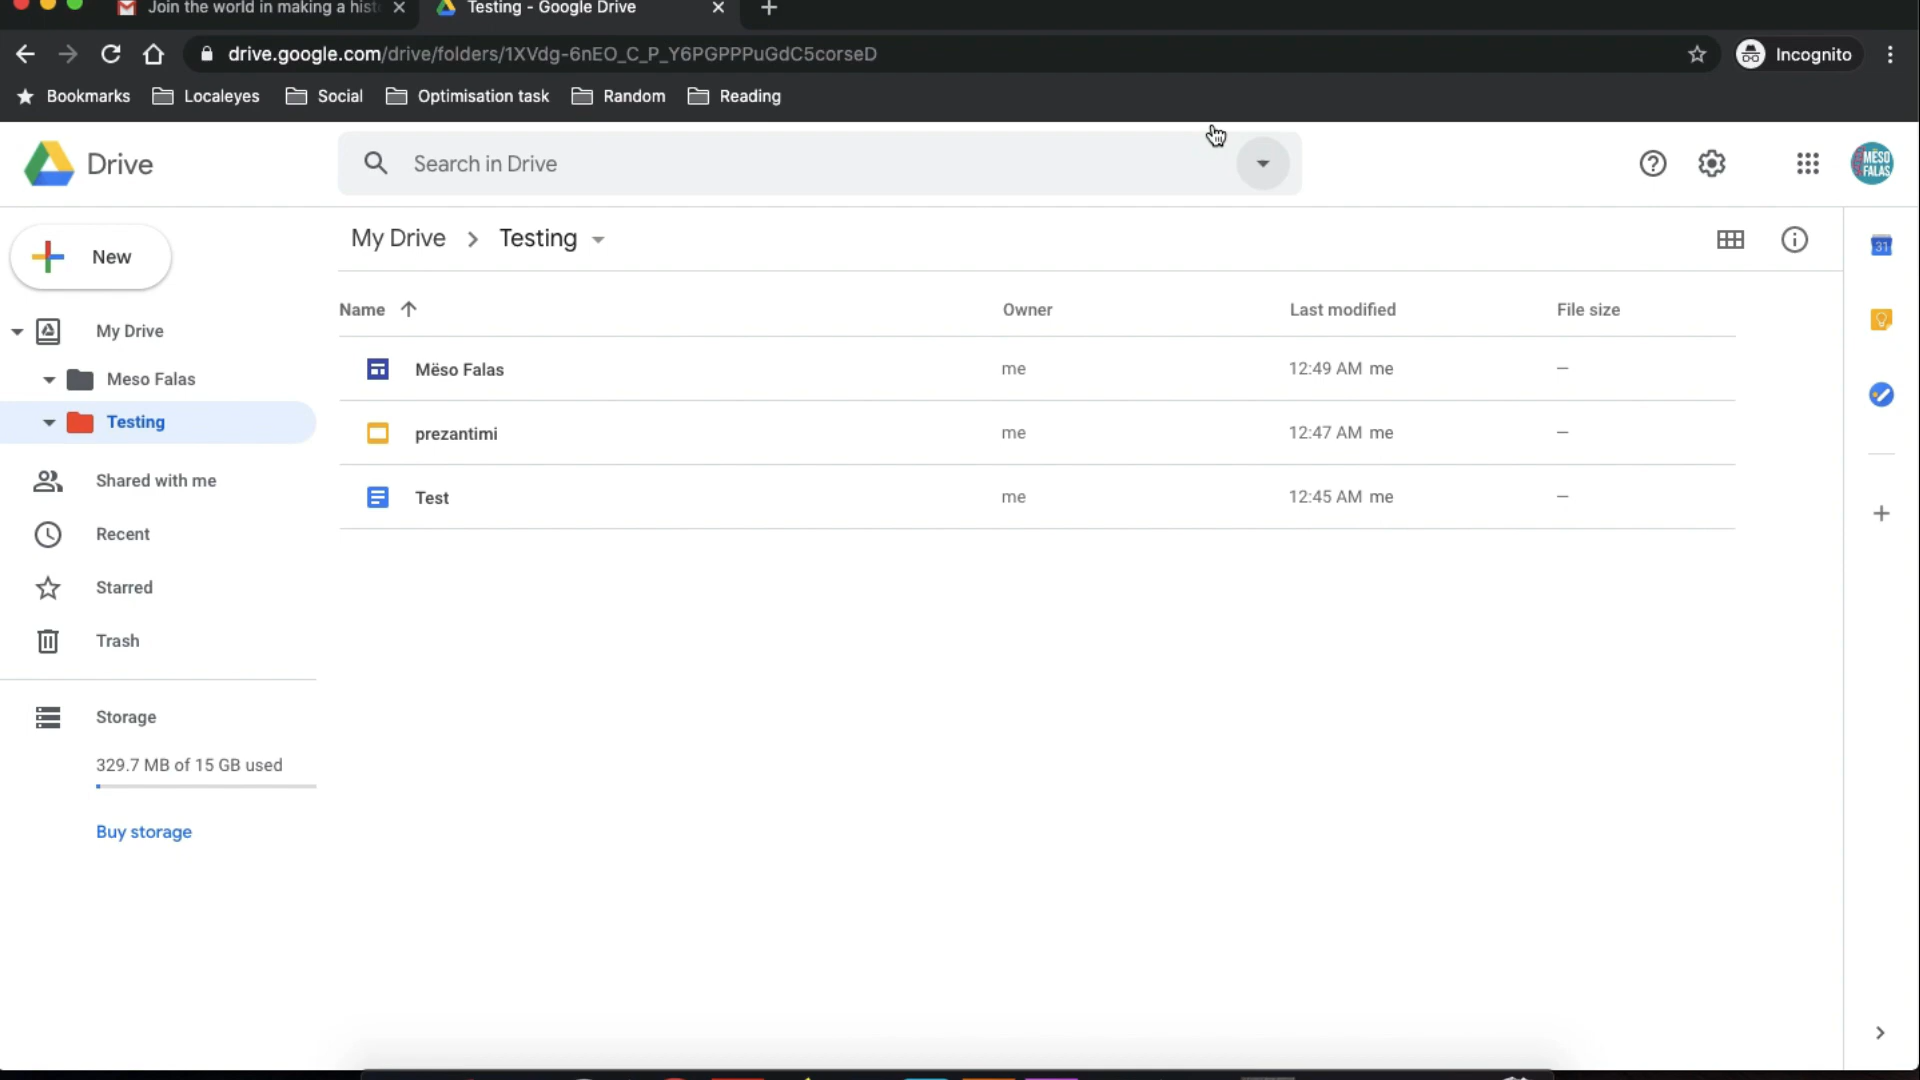 Join the world in making a hist
Testing - Google Drive
drive.google.com/drive/folders/1XVdg-6nEO_C_P_Y6PGPPPuGdC5corseD
Incognito
Bookmarks
Localeyes
Social
Optimisation task
Random
Reading
Drive
Search in Drive
MËSO
FALAS
New
My Drive
Meso Falas
Testing
Shared with me
Recent
Starred
Trash
Storage
329.7 MB of 15 GB used
Buy storage
My Drive > Testing
Name Owner Last modified File size
Mëso Falas me 12:49 AM me —
prezantimi me 12:47 AM me —
Test me 12:45 AM me —
31